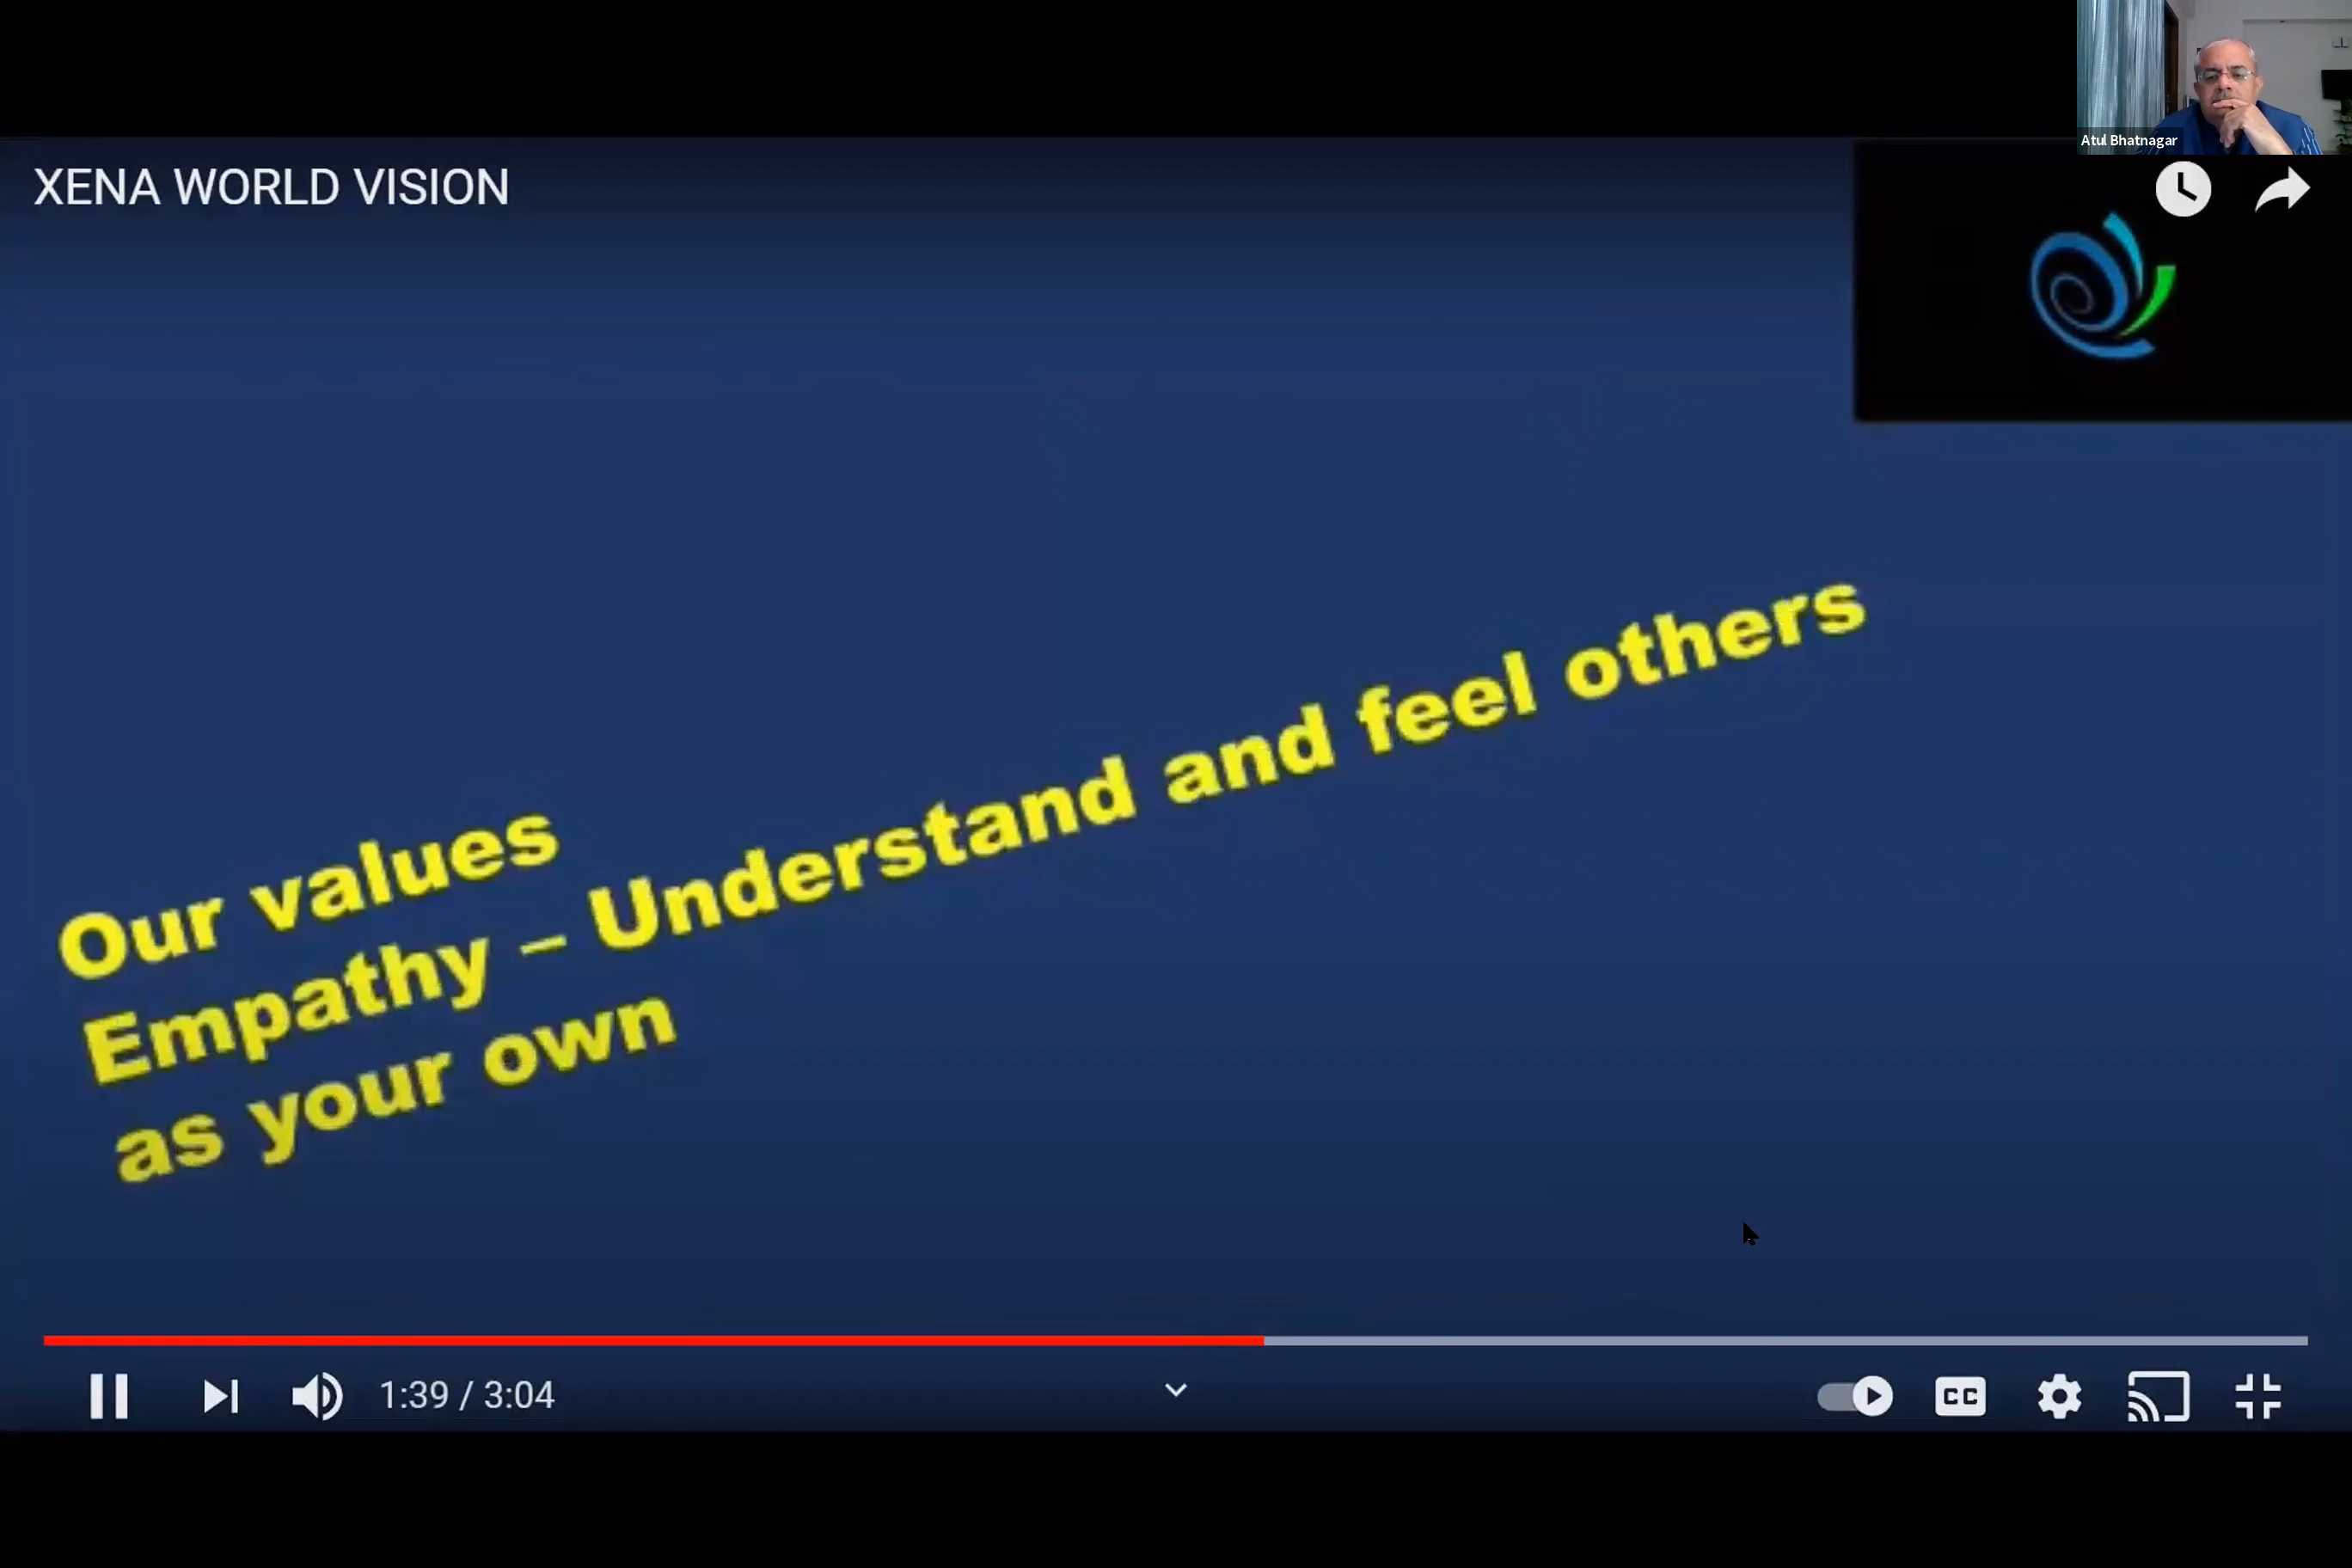 Atul Bhatnagar
XENA WORLD VISION
Our values
Empathy – Understand and feel others
as your own
1:39 / 3:04
CC